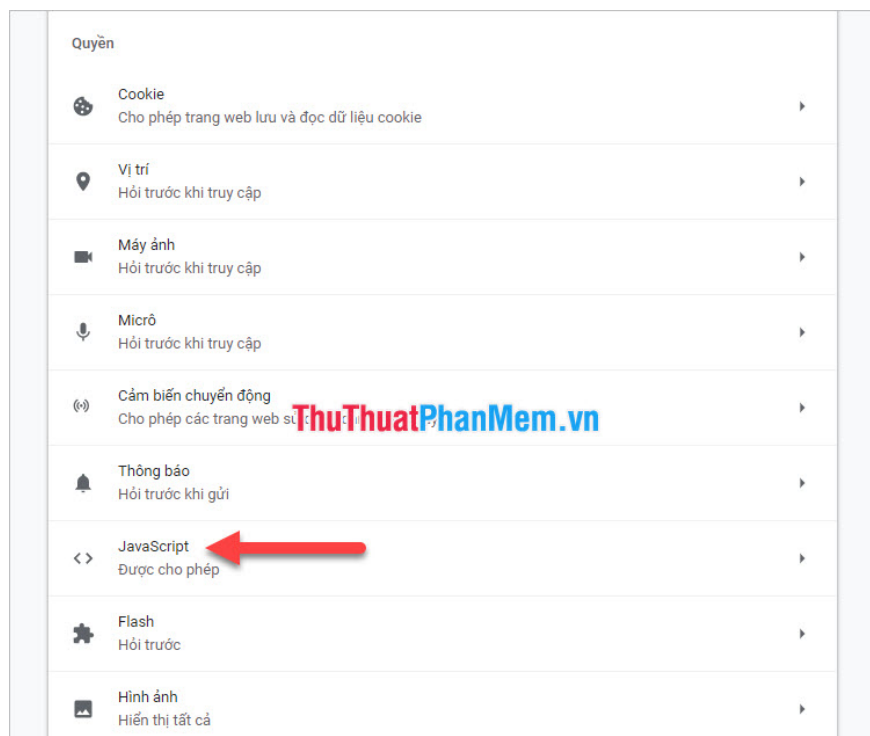 Quyền
Cookie
Cho phép trang web lưu và đọc dữ liệu cookie
Vị trí
Hỏi trước khi truy cập
Máy ảnh
Hỏi trước khi truy cập
Micrô
Hỏi trước khi truy cập
Cảm biến chuyển động
Cho phép các trang web
ThuThuatPhanMem.vn
Thông báo
Hỏi trước khi gửi
JavaScript
Được cho phép
Flash
Hỏi trước
Hình ảnh
Hiển thị tất cả